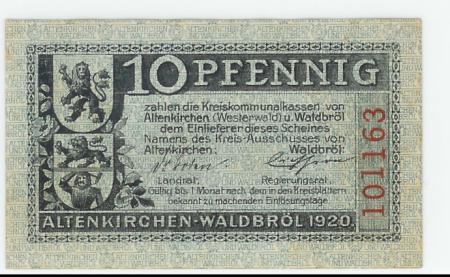 10 PFENNIG
zahlen die Kreiskommunalkassen von
Altenkirchen (Westerwald) u. Waldbröl
dem Einlieferer dieses Scheines
Namens des Kreis-Ausschusses von
Altenkirchen: Waldbröl:
Landrat. Regierungsrat.
Gültig bis 1 Monat nach dem in den Kreisblättern
bekannt zu machenden Einlösungstage.
ALTENKIRCHEN-WALDBRÖL 1920.
101163